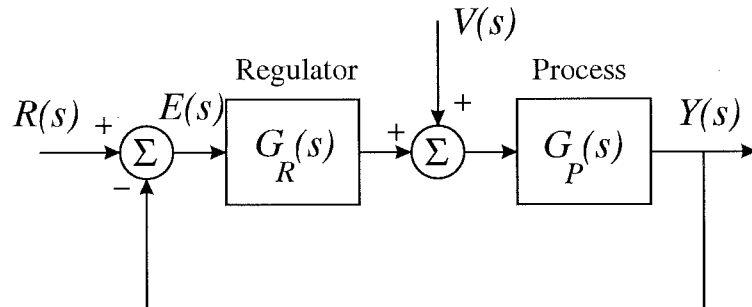 V(s)
Regulator
Process
R(s)
+
E(s)
+
+
Y(s)
Σ
G_R(s)
Σ
G_P(s)
−